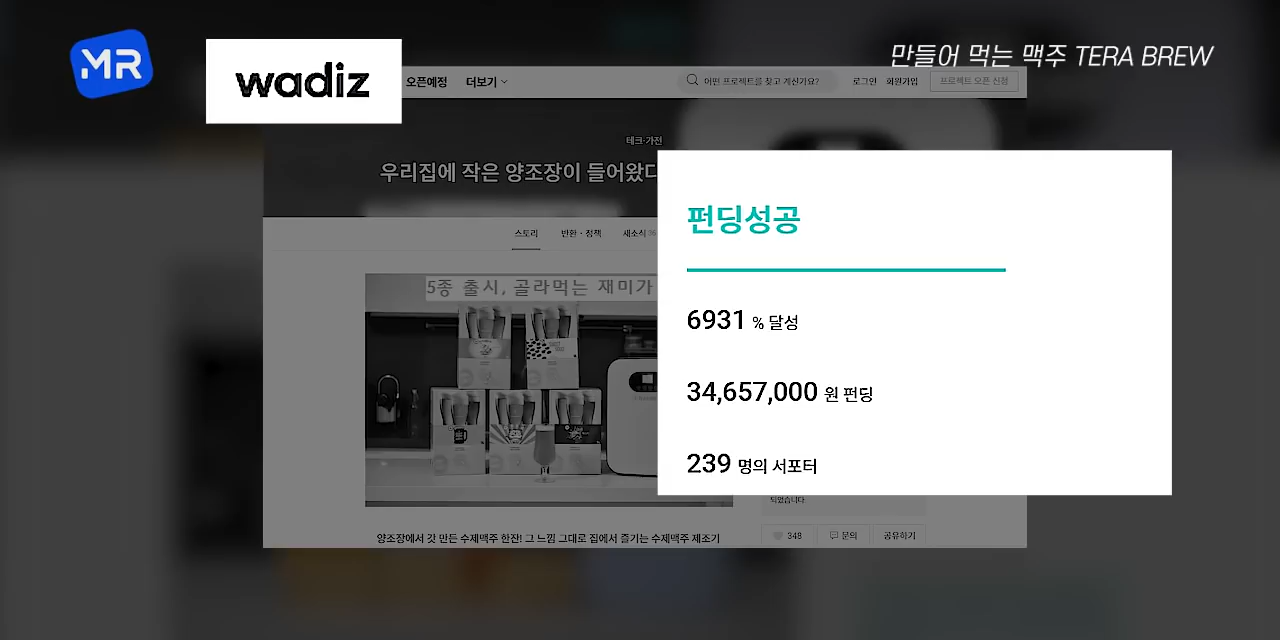 MR
만들어 먹는 맥주 TERA BREW
wadiz
오픈예정 더보기
어떤 프로젝트를 찾고 계신가요?
로그인 회원가입 프로젝트 오픈 신청
테크·가전
우리집에 작은 양조장이 들어왔다
스토리 반환·정책 새소식
5종 출시, 골라먹는 재미가
펀딩성공
6931 % 달성
34,657,000 원 펀딩
239 명의 서포터
되었습니다.
양조장에서 갓 만든 수제맥주 한잔! 그 느낌 그대로 집에서 즐기는 수제맥주 제조기
348 문의 공유하기